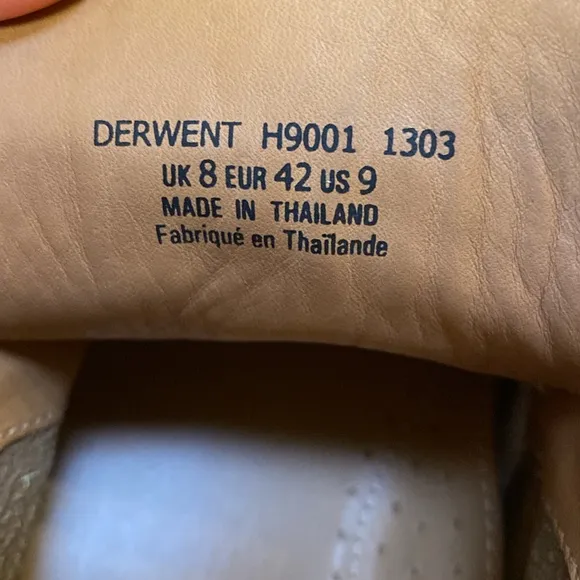 DERWENT H9001 1303
UK 8 EUR 42 US 9
MADE IN THAILAND
Fabriqué en Thaïlande